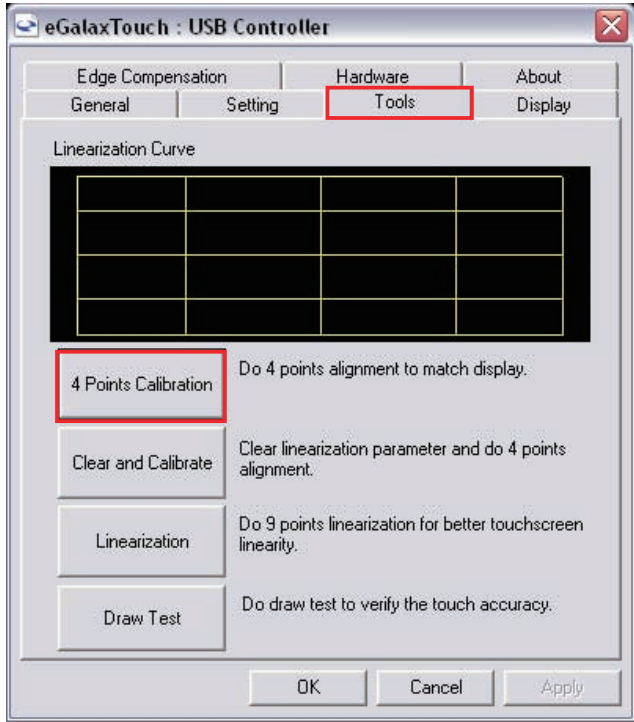 eGalaxTouch : USB Controller
Edge Compensation Hardware About
General Setting Tools Display
Linearization Curve
4 Points Calibration
Do 4 points alignment to match display.
Clear and Calibrate
Clear linearization parameter and do 4 points
alignment.
Linearization
Do 9 points linearization for better touchscreen
linearity.
Draw Test
Do draw test to verify the touch accuracy.
OK Cancel Apply